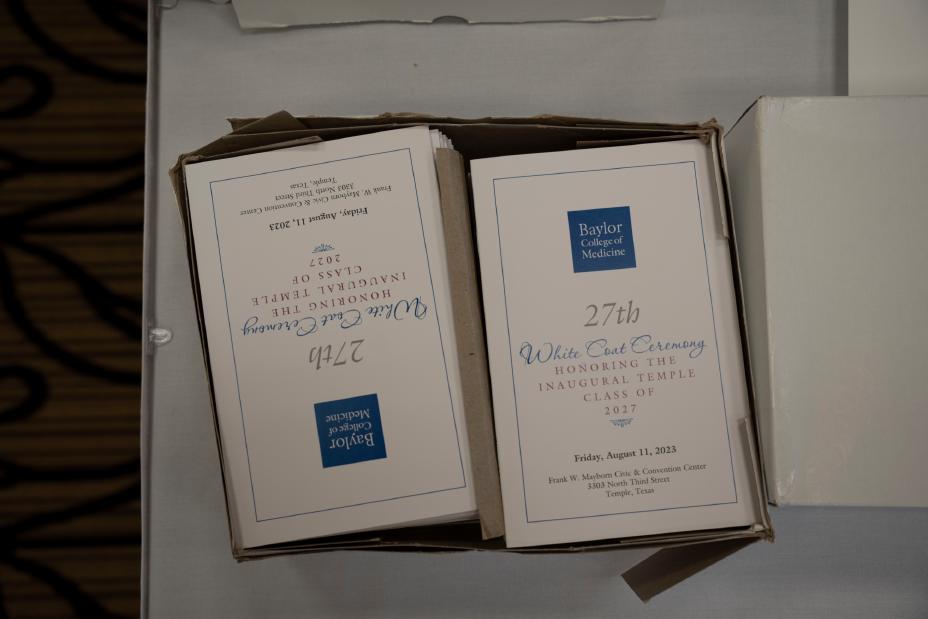 Baylor
College of
Medicine
27th
White Coat Ceremony
HONORING THE
INAUGURAL TEMPLE
CLASS OF
2027
Friday, August 11, 2023
Frank W. Mayborn Civic & Convention Center
3303 North Third Street
Temple, Texas
Baylor
College of
Medicine
27th
White Coat Ceremony
HONORING THE
INAUGURAL TEMPLE
CLASS OF
2027
Friday, August 11, 2023
Frank W. Mayborn Civic & Convention Center
3303 North Third Street
Temple, Texas